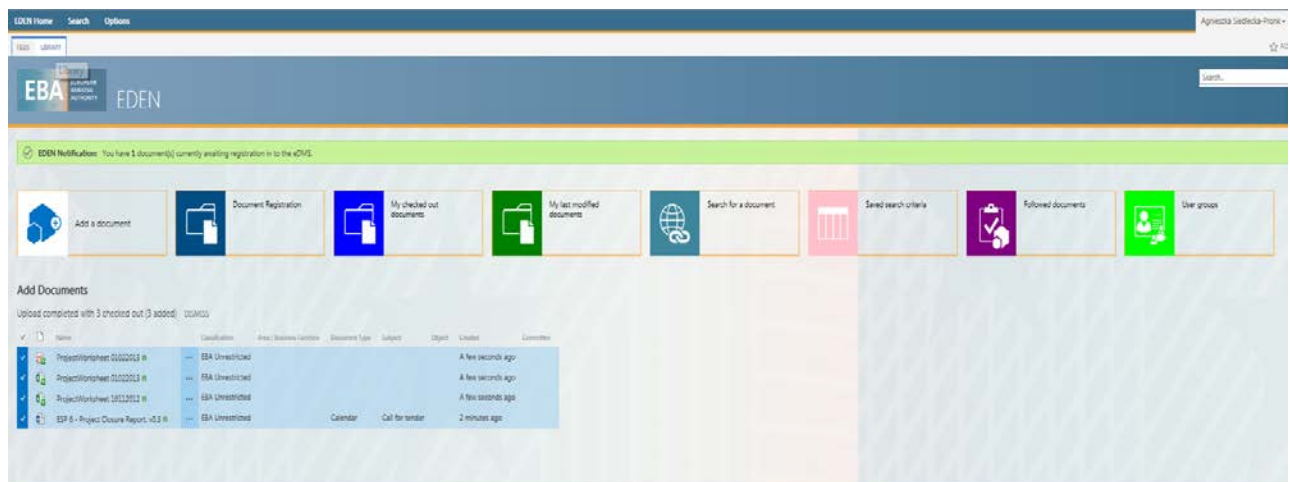 EDEN Home Search Options
Agnieszka Siedlecka-Pronk
FILES LIBRARY
Library
EBA EUROPEAN BANKING AUTHORITY EDEN
Search...
EDEN Notification: You have 1 document(s) currently awaiting registration in to the eDMS.
Add a document
Document Registration
My checked out documents
My last modified documents
Search for a document
Saved search criteria
Followed documents
User groups
Add Documents
Upload completed with 3 checked out (3 added) DISMISS
Name Classification Area / Business Function Document Type Subject Object Created Committee
ProjectWorksheet 01022013 ... EBA Unrestricted A few seconds ago
ProjectWorksheet 01022013 ... EBA Unrestricted A few seconds ago
ProjectWorksheet 16112012 ... EBA Unrestricted A few seconds ago
ESP 6 - Project Closure Report. v0.3 ... EBA Unrestricted Calendar Call for tender 2 minutes ago